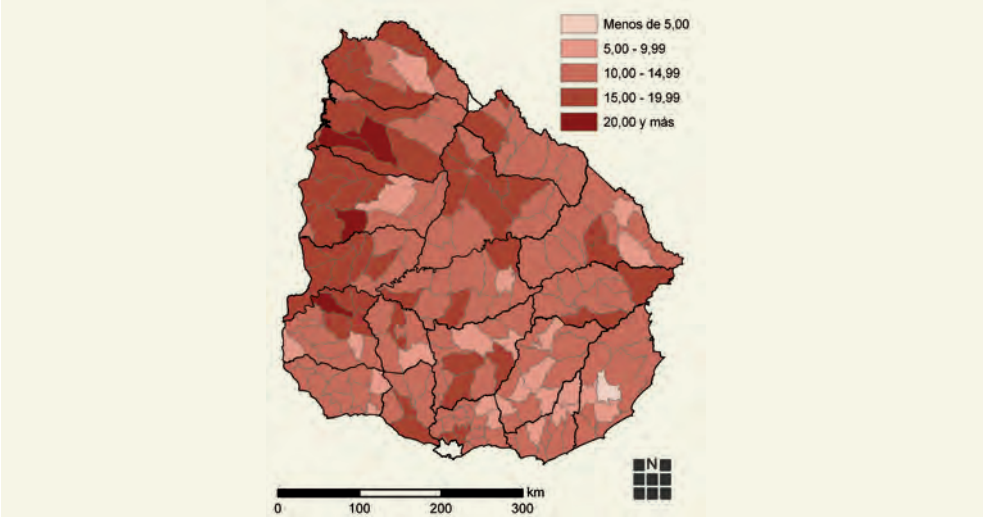 Menos de 5,00
5,00 - 9,99
10,00 - 14,99
15,00 - 19,99
20,00 y más
N
km
0 100 200 300